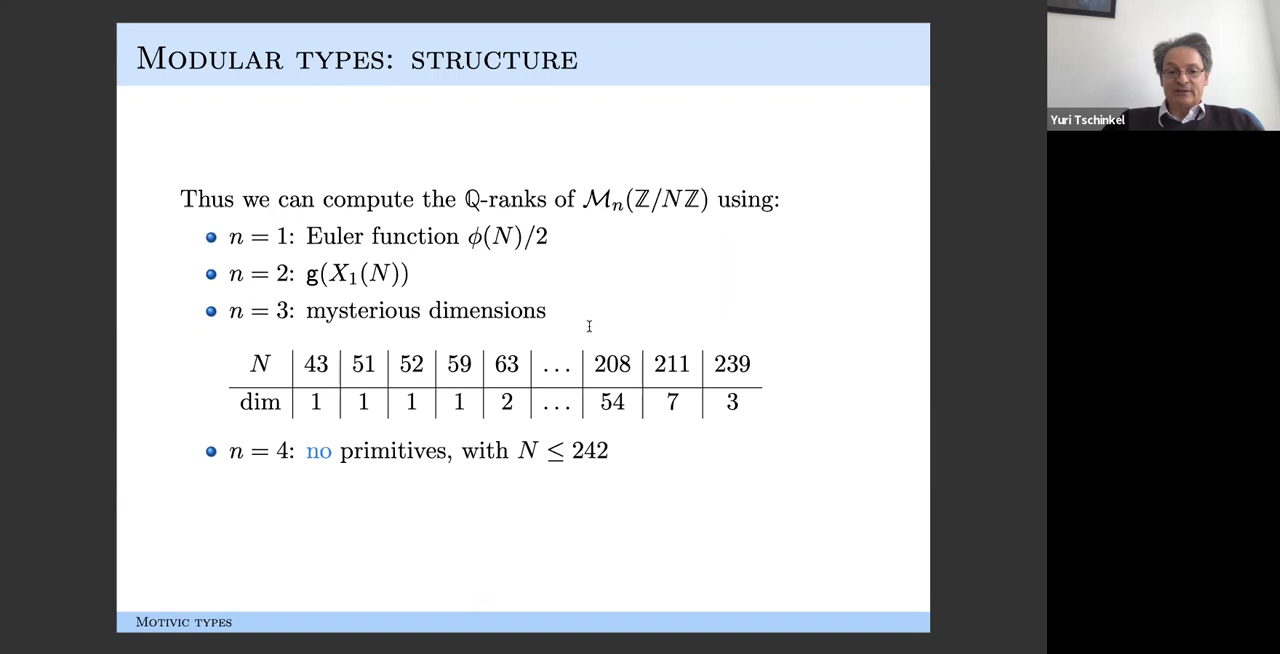 MODULAR TYPES: STRUCTURE
Yuri Tschinkel
Thus we can compute the ℚ-ranks of ℳₙ(ℤ/Nℤ) using:
• n = 1: Euler function ϕ(N)/2
• n = 2: g(X₁(N))
• n = 3: mysterious dimensions
N | 43 | 51 | 52 | 59 | 63 | ... | 208 | 211 | 239
dim | 1 | 1 | 1 | 1 | 2 | ... | 54 | 7 | 3
• n = 4: no primitives, with N ≤ 242
MOTIVIC TYPES